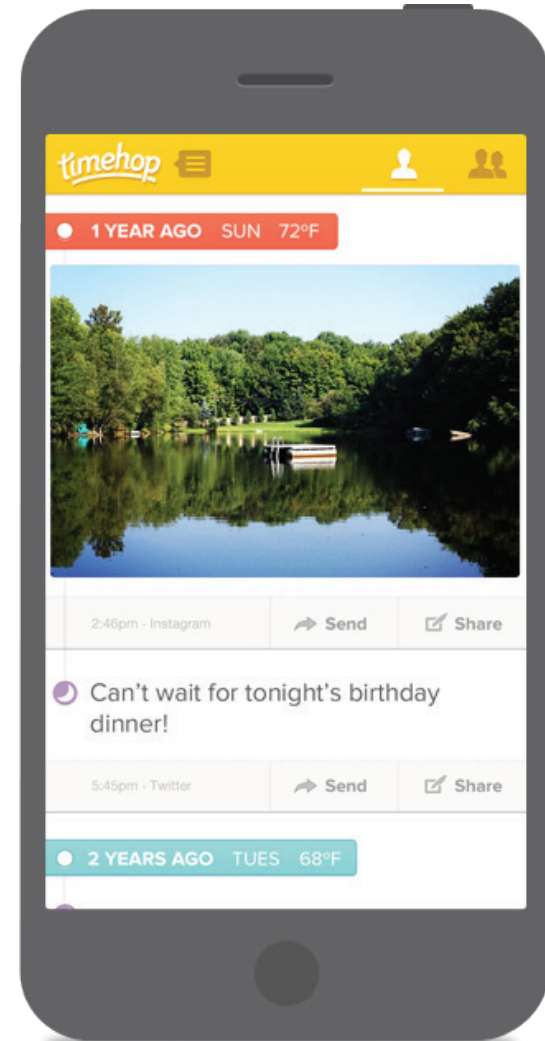 timehop
1 YEAR AGO SUN 72°F
2:46pm - Instagram Send Share
Can't wait for tonight's birthday
dinner!
5:45pm - Twitter Send Share
2 YEARS AGO TUES 68°F